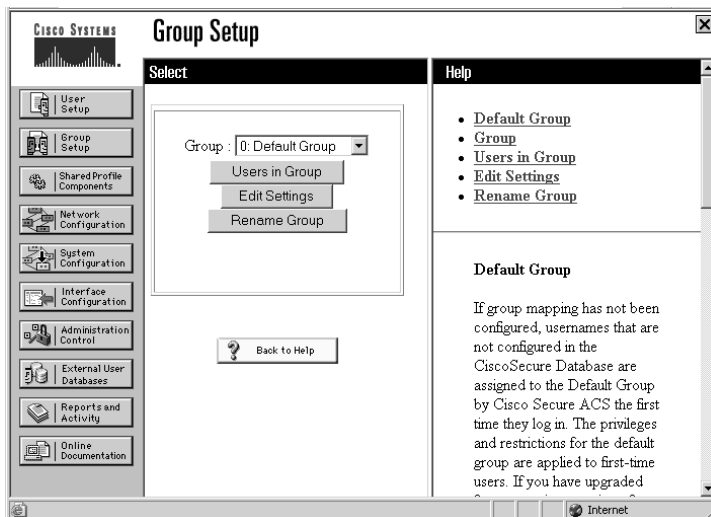 CISCO SYSTEMS
Group Setup
Select
Help
User
Setup
Group
Setup
Shared Profile
Components
Network
Configuration
System
Configuration
Interface
Configuration
Administration
Control
External User
Databases
Reports and
Activity
Online
Documentation
Group : 0: Default Group
Users in Group
Edit Settings
Rename Group
Back to Help
Default Group
Group
Users in Group
Edit Settings
Rename Group
Default Group
If group mapping has not been
configured, usernames that are
not configured in the
CiscoSecure Database are
assigned to the Default Group
by Cisco Secure ACS the first
time they log in. The privileges
and restrictions for the default
group are applied to first-time
users. If you have upgraded
Internet